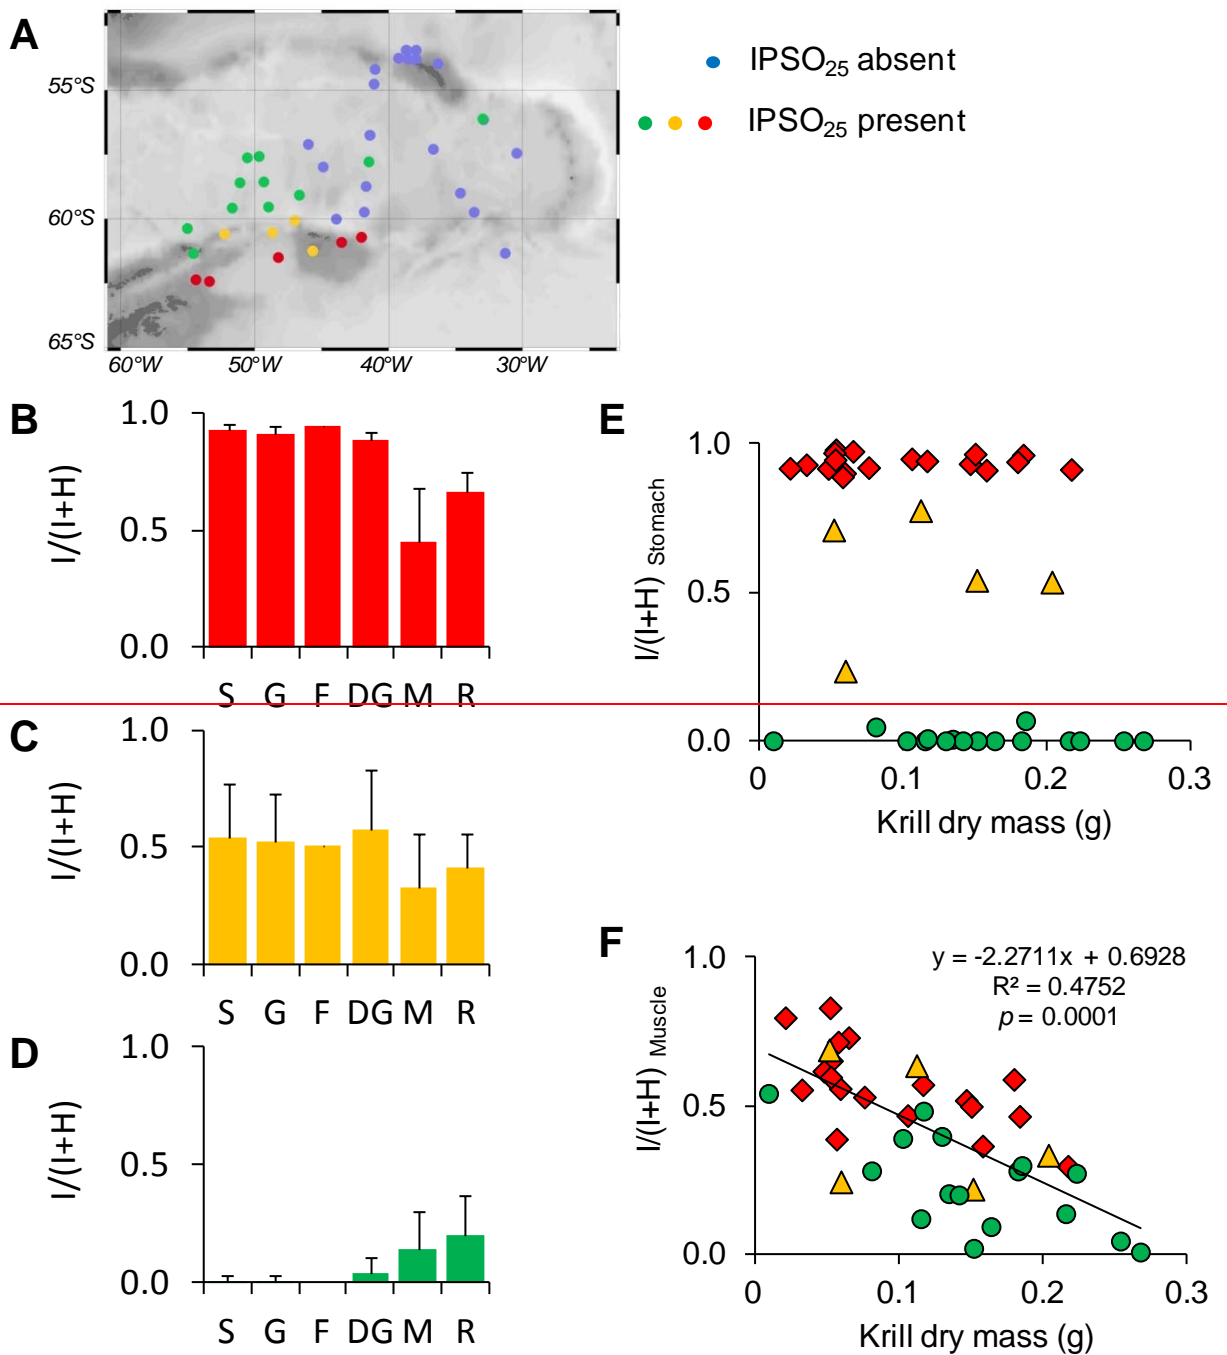 A
IPSO25 absent
IPSO25 present
55°S
60°S
65°S
60°W 50°W 40°W 30°W
B
I/(I+H)
1.0
0.5
0.0
S G F DG M R
C
I/(I+H)
1.0
0.5
0.0
S G F DG M R
D
I/(I+H)
1.0
0.5
0.0
S G F DG M R
E
I/(I+H) Stomach
1.0
0.5
0.0
0 0.1 0.2 0.3
Krill dry mass (g)
F
I/(I+H) Muscle
y = -2.2711x + 0.6928
R² = 0.4752
p = 0.0001
1.0
0.5
0.0
0 0.1 0.2 0.3
Krill dry mass (g)